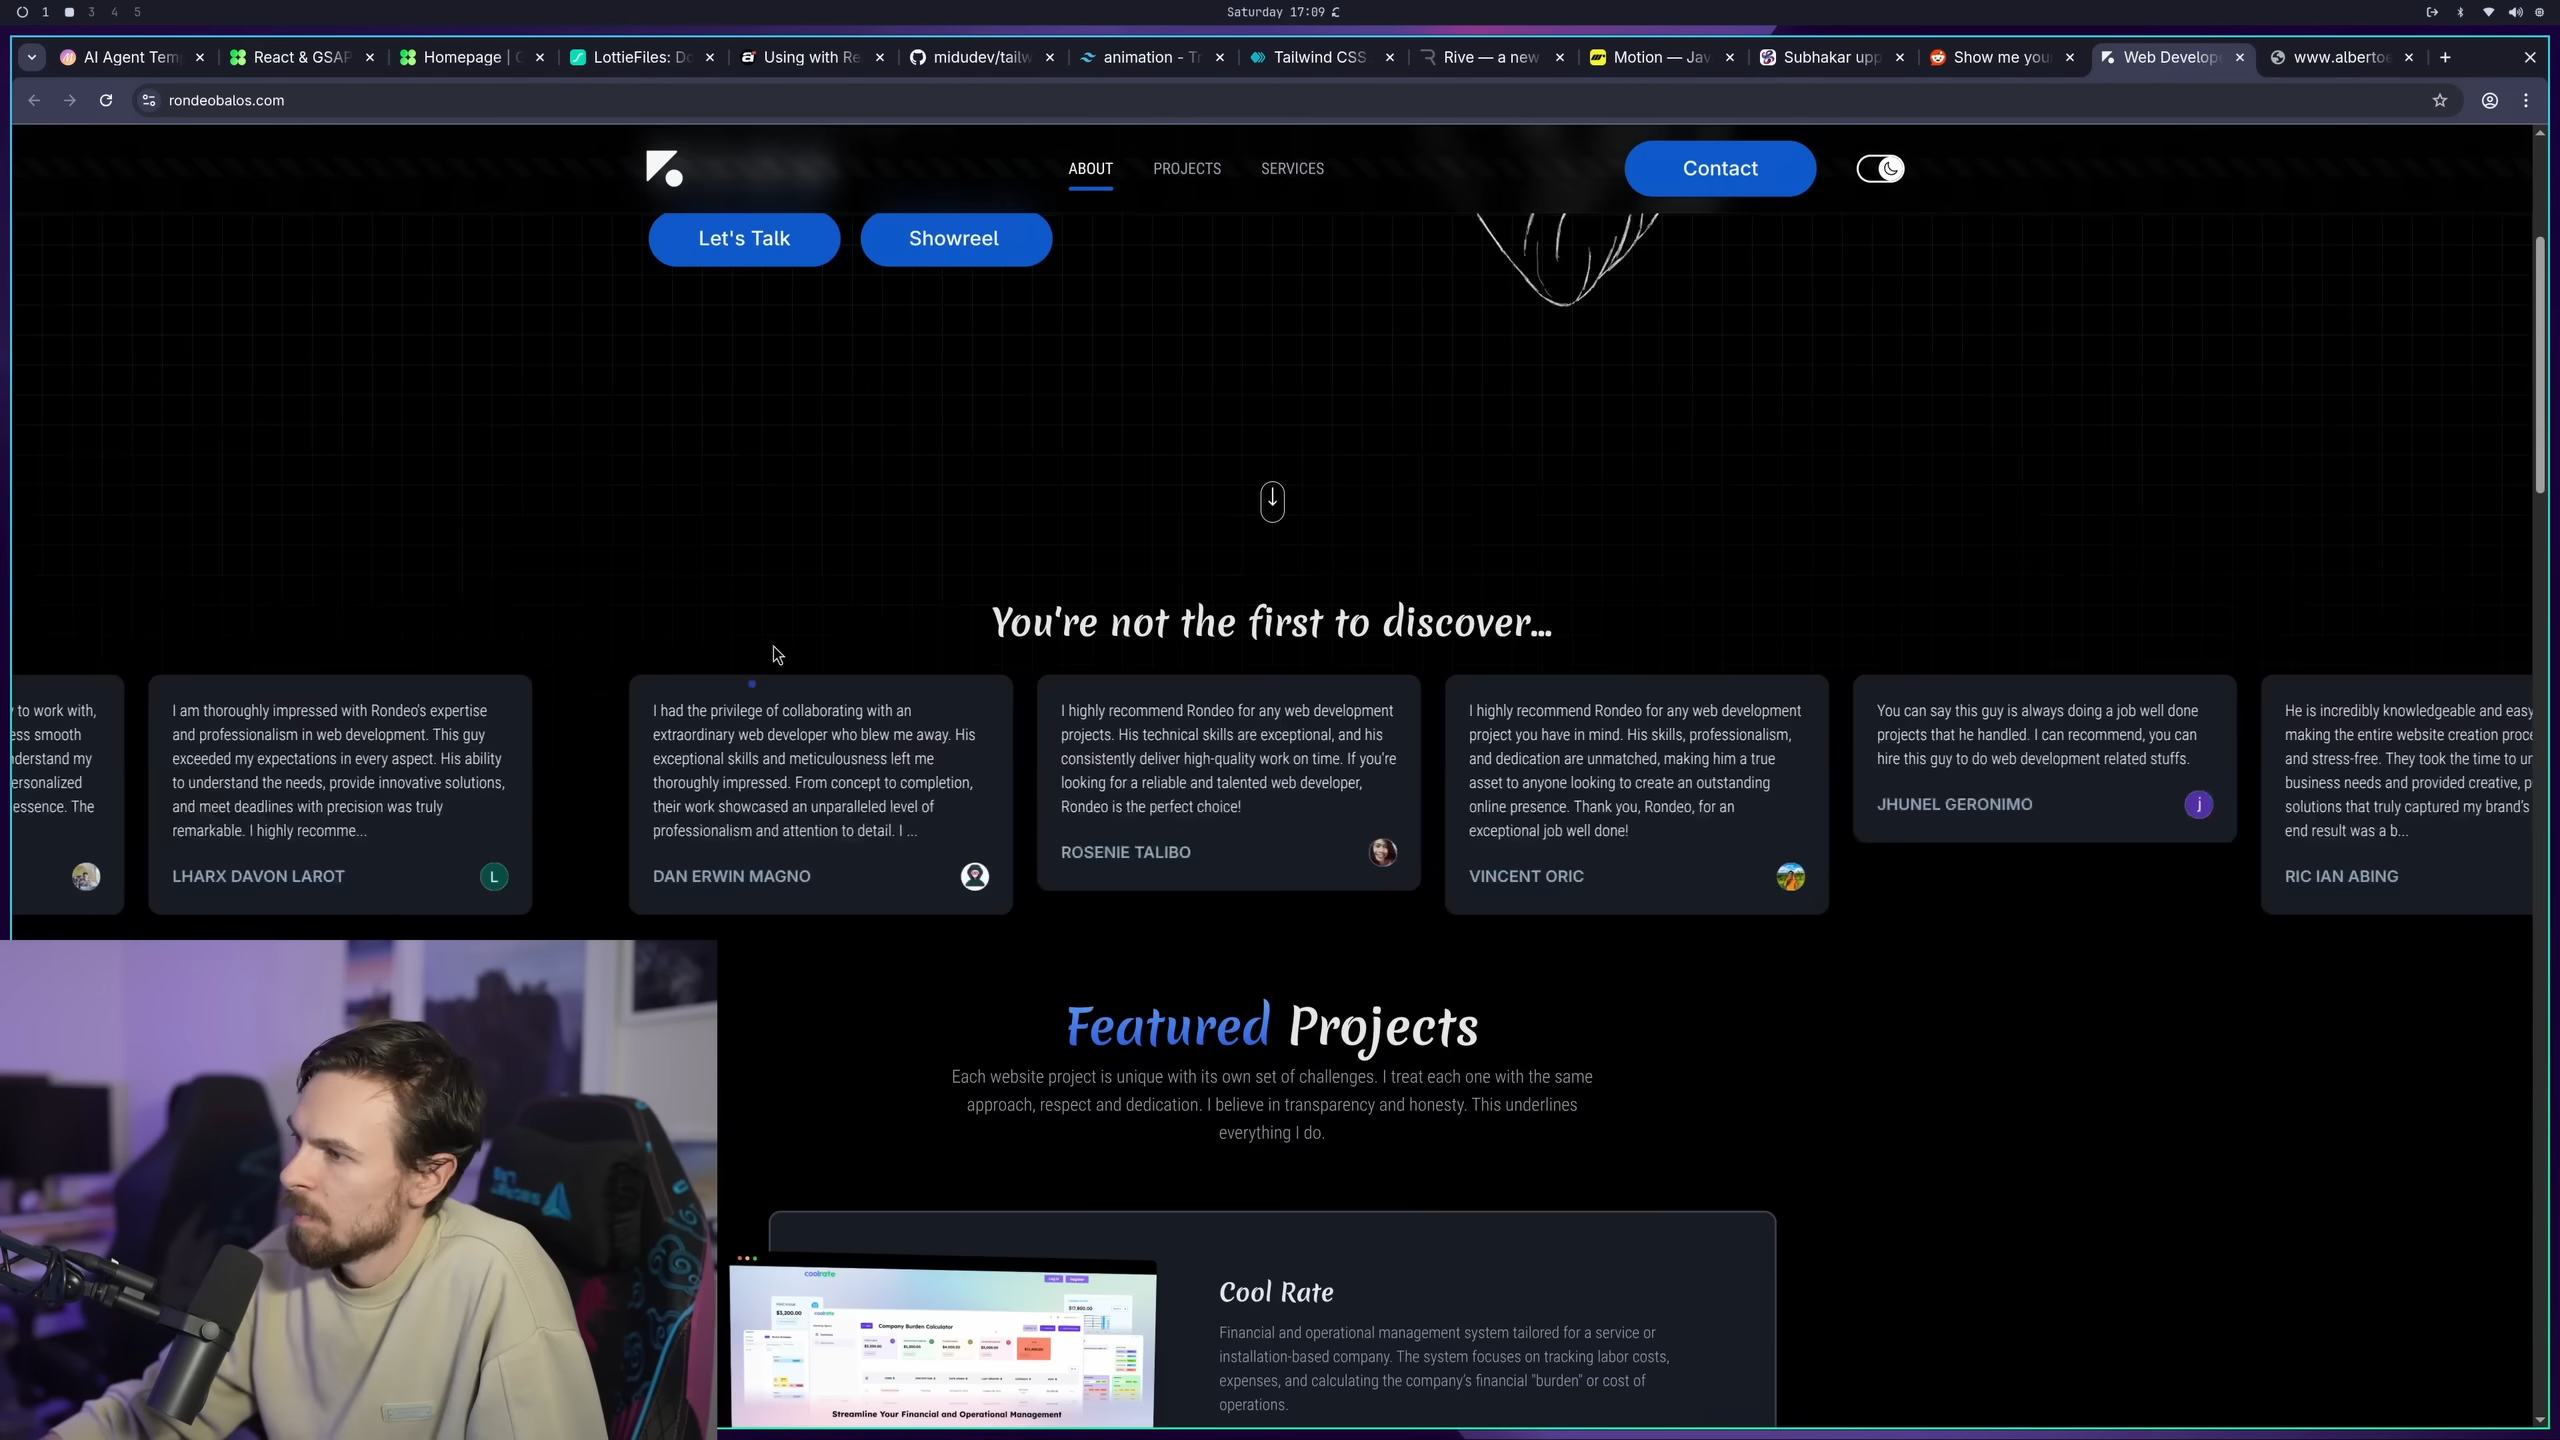 1 3 4 5
Saturday 17:09
AI Agent Tem
React & GSAP
Homepage |
LottieFiles: Do
Using with Re
midudev/tailw
animation - Tr
Tailwind CSS
Rive — a new
Motion — Jav
Subhakar upp
Show me you
Web Develop
www.alberto
rondeobalos.com
ABOUT
PROJECTS
SERVICES
Contact
Let's Talk
Showreel
You're not the first to discover...
to work with,
ess smooth
derstand my
ersonalized
essence. The
I am thoroughly impressed with Rondeo's expertise
and professionalism in web development. This guy
exceeded my expectations in every aspect. His ability
to understand the needs, provide innovative solutions,
and meet deadlines with precision was truly
remarkable. I highly recomme...
LHARX DAVON LAROT
L
I had the privilege of collaborating with an
extraordinary web developer who blew me away. His
exceptional skills and meticulousness left me
thoroughly impressed. From concept to completion,
their work showcased an unparalleled level of
professionalism and attention to detail. I ...
DAN ERWIN MAGNO
I highly recommend Rondeo for any web development
projects. His technical skills are exceptional, and his
consistently deliver high-quality work on time. If you're
looking for a reliable and talented web developer,
Rondeo is the perfect choice!
ROSENIE TALIBO
I highly recommend Rondeo for any web development
project you have in mind. His skills, professionalism,
and dedication are unmatched, making him a true
asset to anyone looking to create an outstanding
online presence. Thank you, Rondeo, for an
exceptional job well done!
VINCENT ORIC
You can say this guy is always doing a job well done
projects that he handled. I can recommend, you can
hire this guy to do web development related stuffs.
JHUNEL GERONIMO
j
He is incredibly knowledgeable and easy
making the entire website creation proce
and stress-free. They took the time to un
business needs and provided creative, p
solutions that truly captured my brand's
end result was a b...
RIC IAN ABING
Featured Projects
Each website project is unique with its own set of challenges. I treat each one with the same
approach, respect and dedication. I believe in transparency and honesty. This underlines
everything I do.
coolrate
Company Burden Calculator
Streamline Your Financial and Operational Management
Cool Rate
Financial and operational management system tailored for a service or
installation-based company. The system focuses on tracking labor costs,
expenses, and calculating the company's financial "burden" or cost of
operations.